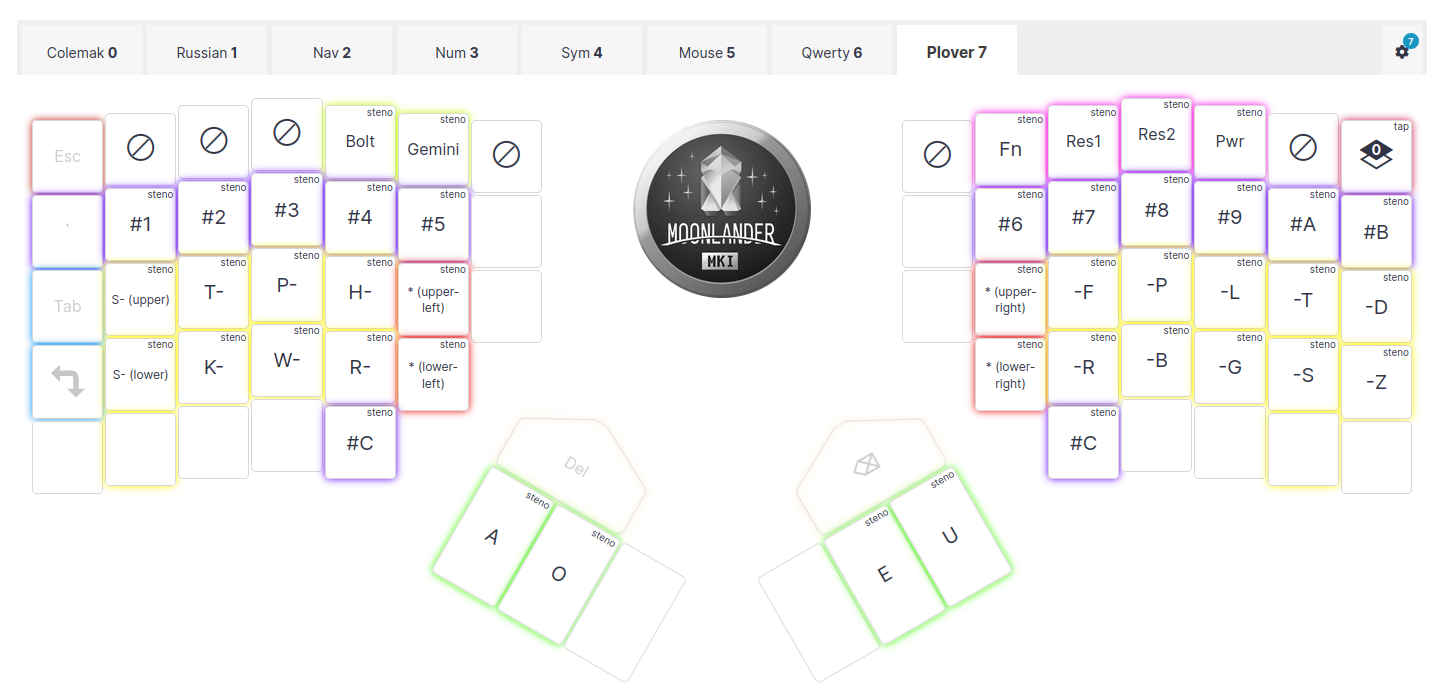 Colemak 0 Russian 1 Nav 2 Num 3 Sym 4 Mouse 5 Qwerty 6 Plover 7 7
Esc
steno
Bolt
steno
Gemini
steno
Fn
steno
Res1
steno
Res2
steno
Pwr
tap
0
`
steno
#1
steno
#2
steno
#3
steno
#4
steno
#5
MOONLANDER
MKI
steno
#6
steno
#7
steno
#8
steno
#9
steno
#A
steno
#B
Tab
steno
S- (upper)
steno
T-
steno
P-
steno
H-
steno
* (upper-
left)
steno
* (upper-
right)
steno
-F
steno
-P
steno
-L
steno
-T
steno
-D
steno
S- (lower)
steno
K-
steno
W-
steno
R-
steno
* (lower-
left)
steno
* (lower-
right)
steno
-R
steno
-B
steno
-G
steno
-S
steno
-Z
steno
#C
steno
#C
Del
steno
A
steno
O
steno
E
steno
U